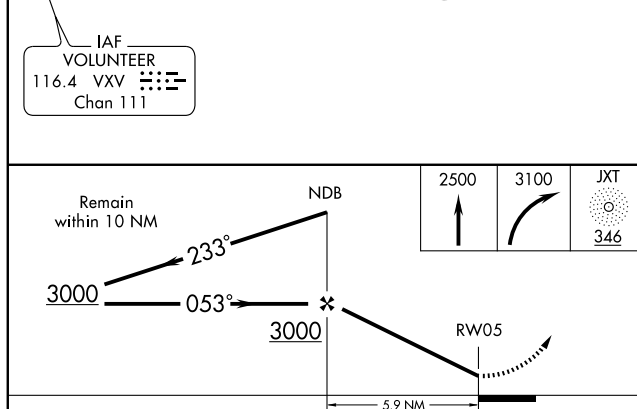 IAF
VOLUNTEER
116.4 VXV
Chan 111
Remain
within 10 NM
NDB
2500
3100
JXT
346
233°
3000
053°
3000
RW05
5.9 NM